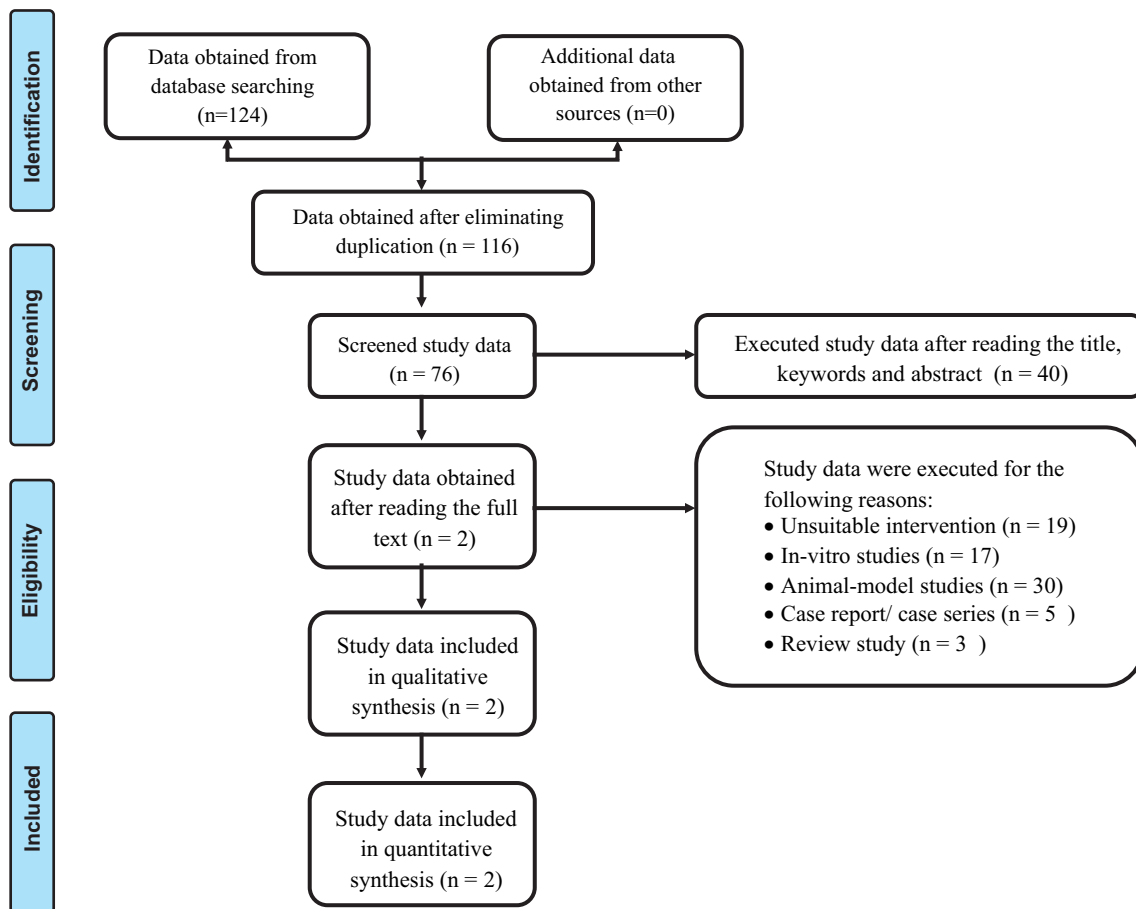 Identification
Data obtained from
database searching
(n=124)
Additional data
obtained from other
sources (n=0)
Data obtained after eliminating
duplication (n = 116)
Screening
Screened study data
(n = 76)
Executed study data after reading the title,
keywords and abstract (n = 40)
Eligibility
Study data obtained
after reading the full
text (n = 2)
Study data were executed for the
following reasons:
• Unsuitable intervention (n = 19)
• In-vitro studies (n = 17)
• Animal-model studies (n = 30)
• Case report/ case series (n = 5 )
• Review study (n = 3 )
Study data included
in qualitative
synthesis (n = 2)
Included
Study data included
in quantitative
synthesis (n = 2)